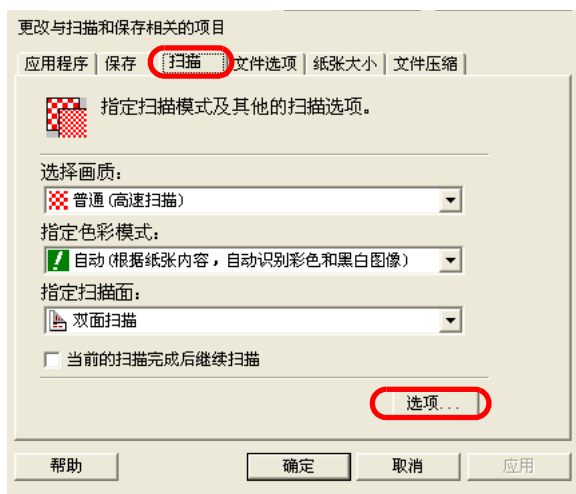 更改与扫描和保存相关的项目
应用程序 保存 扫描 文件选项 纸张大小 文件压缩
指定扫描模式及其他的扫描选项。
选择画质:
普通(高速扫描)
指定色彩模式:
自动(根据纸张内容,自动识别彩色和黑白图像)
指定扫描面:
双面扫描
当前的扫描完成后继续扫描
选项...
帮助 确定 取消 应用